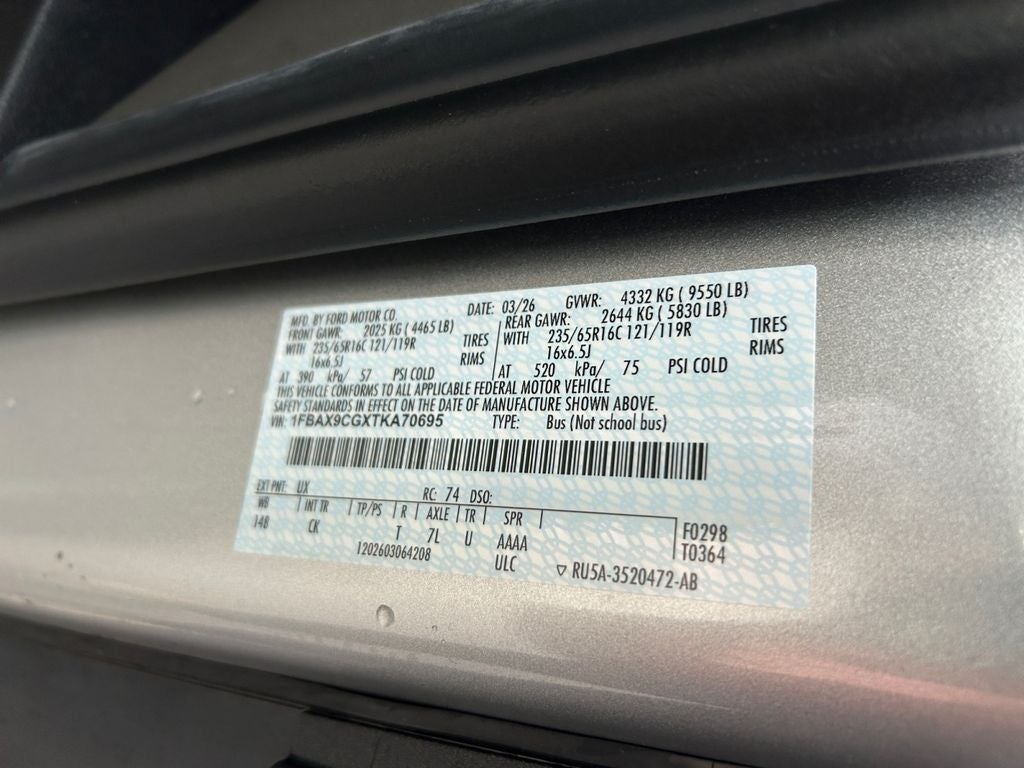 MFD. BY FORD MOTOR CO. DATE: 03/26 GVWR: 4332 KG ( 9550 LB)
FRONT GAWR: 2025 KG ( 4465 LB) REAR GAWR: 2644 KG ( 5830 LB)
WITH 235/65R16C 121/119R TIRES WITH 235/65R16C 121/119R TIRES
16x6.5J RIMS 16x6.5J RIMS
AT 390 kPa/ 57 PSI COLD AT 520 kPa/ 75 PSI COLD
THIS VEHICLE CONFORMS TO ALL APPLICABLE FEDERAL MOTOR VEHICLE
SAFETY STANDARDS IN EFFECT ON THE DATE OF MANUFACTURE SHOWN ABOVE.
VIN: 1FBAX9CGXTKA70695 TYPE: Bus (Not school bus)
EXT PNT: UX RC: 74 DSO:
WB INT TR TP/PS R AXLE TR SPR F0298
148 CK T 7L U AAAA T0364
1202603064208 ULC ▽ RU5A-3520472-AB